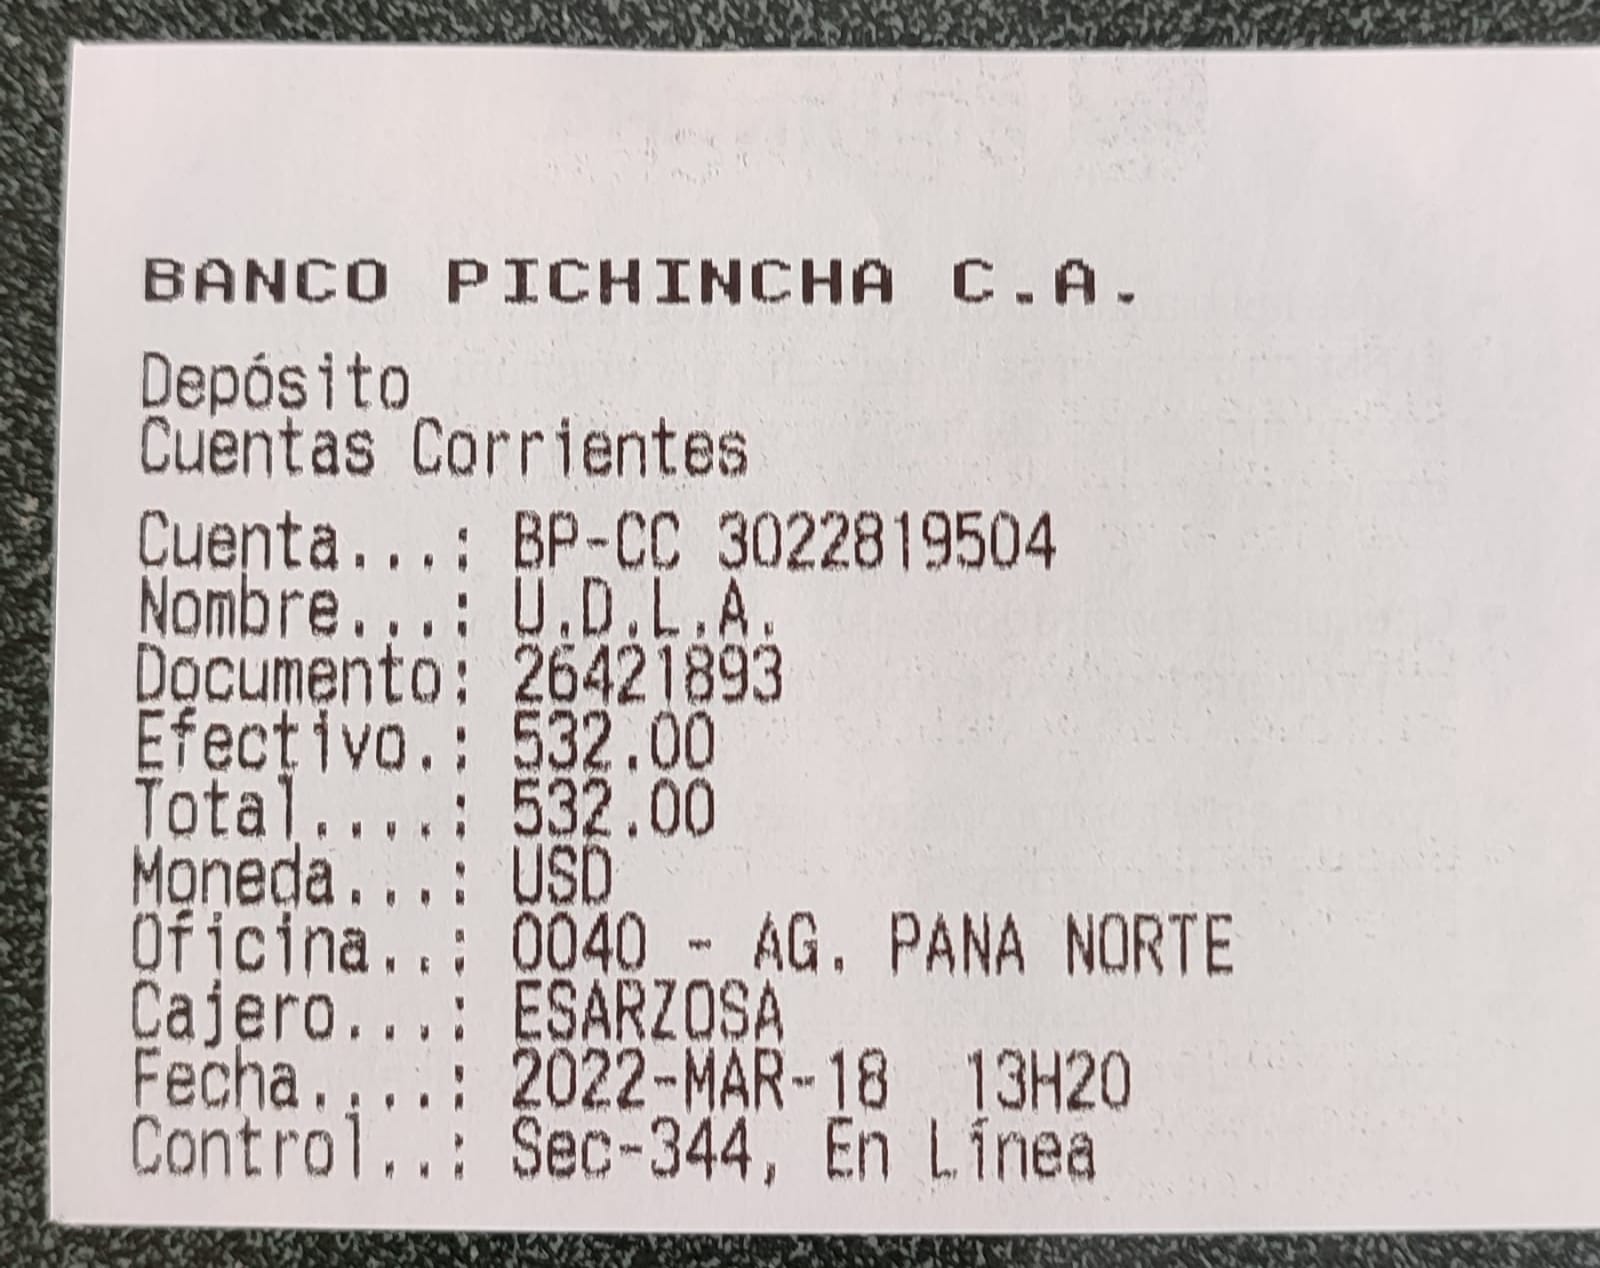 BANCO PICHINCHA C.A.
Depósito
Cuentas Corrientes
Cuenta...: BP-CC 3022819504
Nombre...: U.D.L.A.
Documento: 26421893
Efectivo.: 532.00
Total....: 532.00
Moneda...: USD
Oficina..: 0040 - AG. PANA NORTE
Cajero...: ESARZOSA
Fecha....: 2022-MAR-18  13H20
Control..: Sec-344, En Línea